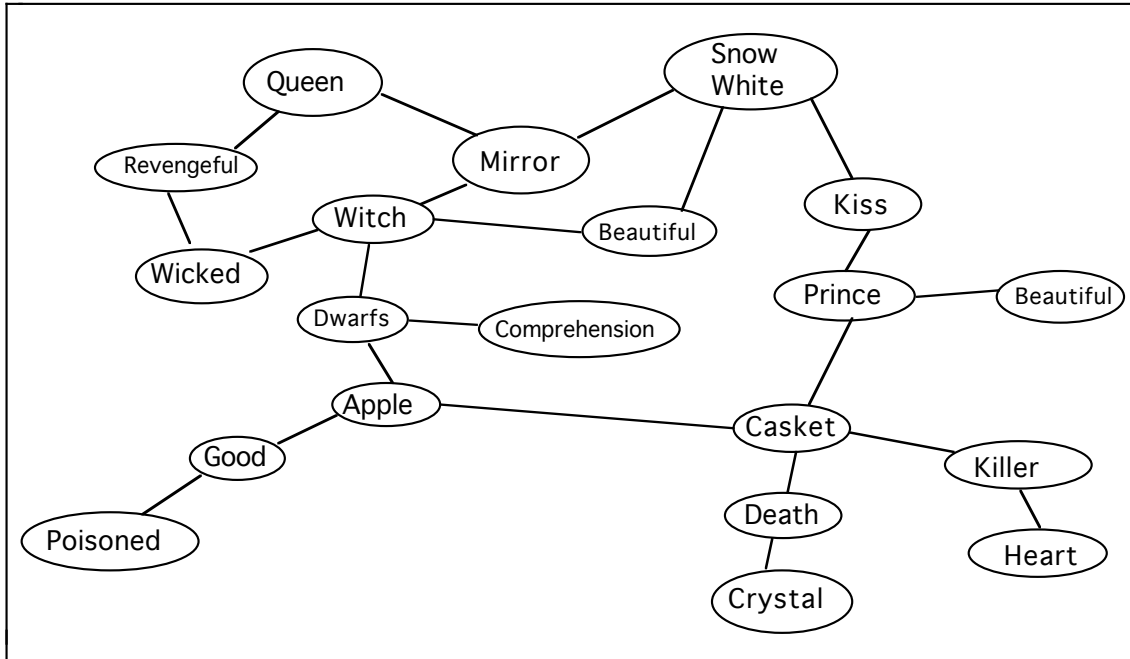 Snow
White
Queen
Mirror
Revengeful
Kiss
Witch
Beautiful
Wicked
Prince
Beautiful
Dwarfs
Comprehension
Apple
Casket
Good
Killer
Death
Poisoned
Heart
Crystal